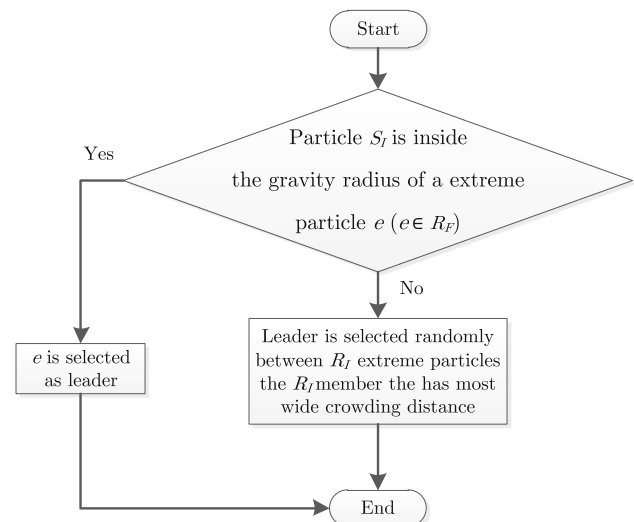 Start
Particle S_I is inside
the gravity radius of a extreme
particle e (e ∈ R_F)
Yes
No
e is selected
as leader
Leader is selected randomly
between R_I extreme particles
the R_I member the has most
wide crowding distance
End